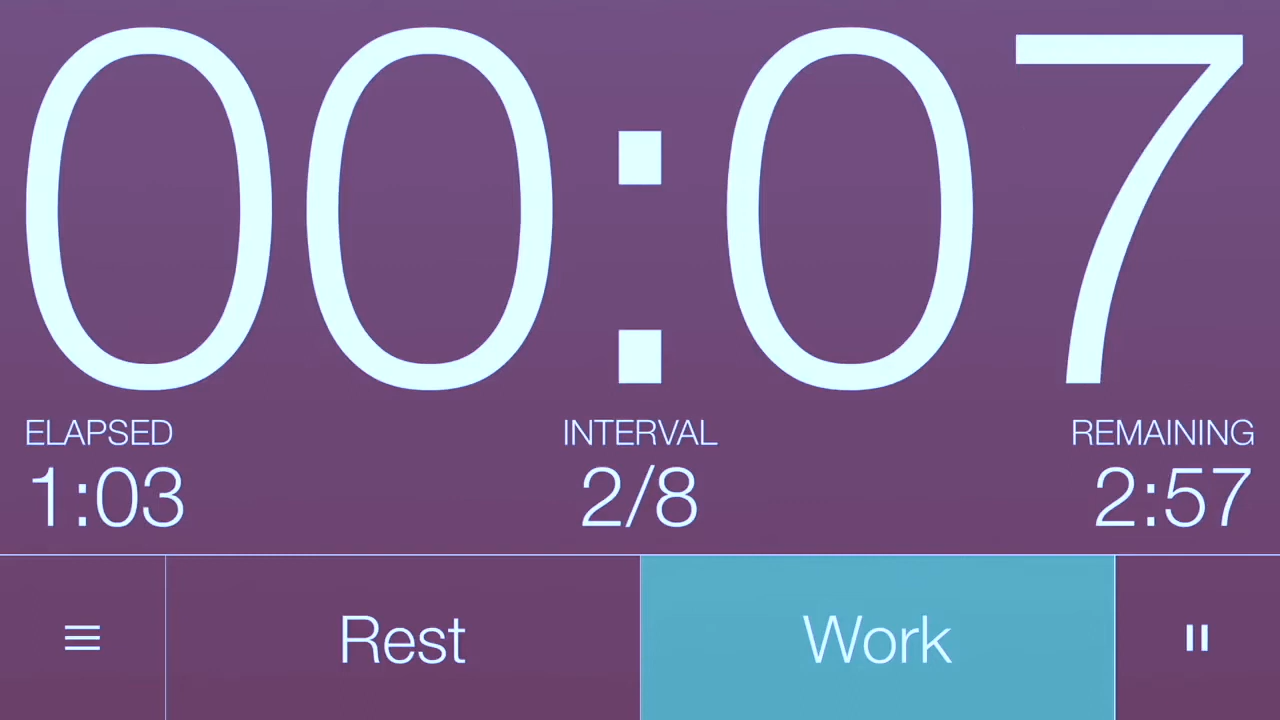 00:07
ELAPSED
INTERVAL
REMAINING
1:03
2/8
2:57
Rest
Work